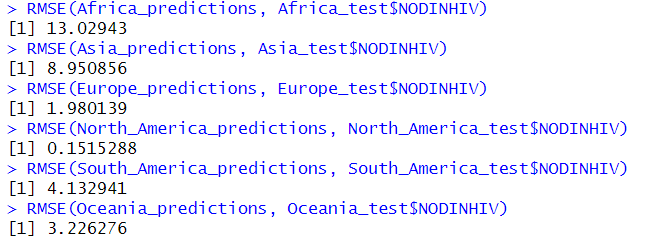 > RMSE(Africa_predictions, Africa_test$NODINHIV)
[1] 13.02943
> RMSE(Asia_predictions, Asia_test$NODINHIV)
[1] 8.950856
> RMSE(Europe_predictions, Europe_test$NODINHIV)
[1] 1.980139
> RMSE(North_America_predictions, North_America_test$NODINHIV)
[1] 0.1515288
> RMSE(South_America_predictions, South_America_test$NODINHIV)
[1] 4.132941
> RMSE(Oceania_predictions, Oceania_test$NODINHIV)
[1] 3.226276